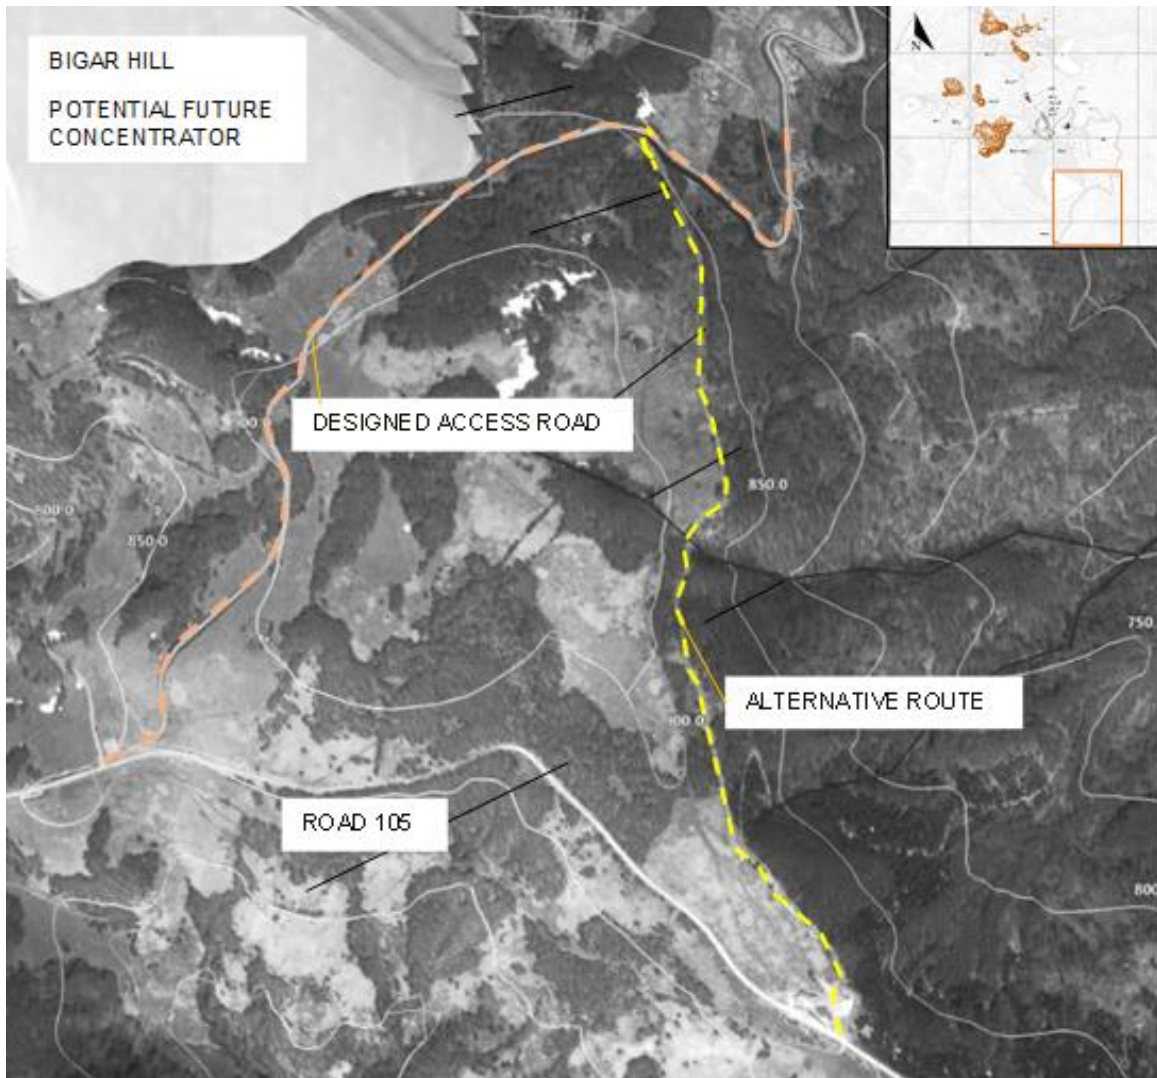 BIGAR HILL
POTENTIAL FUTURE
CONCENTRATOR
N
DESIGNED ACCESS ROAD
850.0
850.0
750.
ALTERNATIVE ROUTE
ROAD 105
800